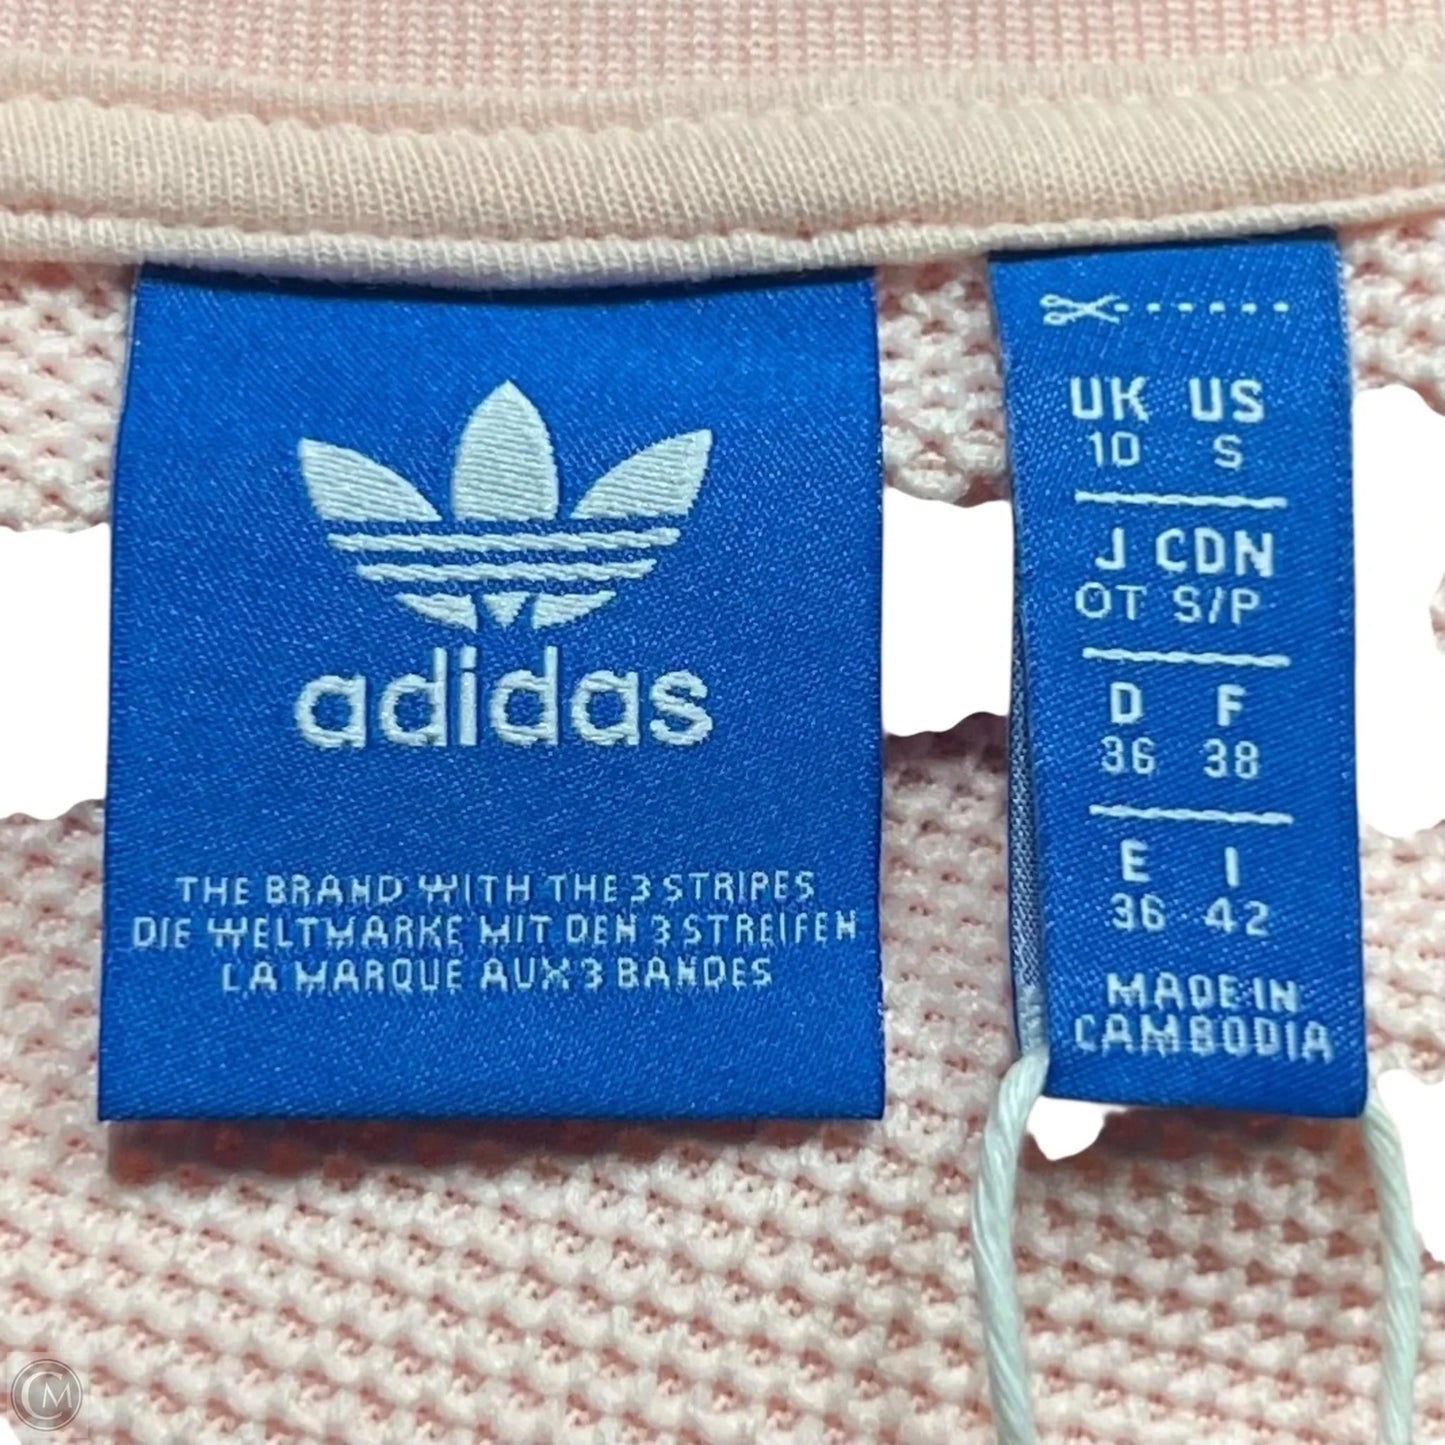 adidas
THE BRAND WITH THE 3 STRIPES
DIE WELTMARKE MIT DEN 3 STREIFEN
LA MARQUE AUX 3 BANDES
UK US
10 S
J CDN
OT S/P
D F
36 38
E I
36 42
MADE IN
CAMBODIA
CM